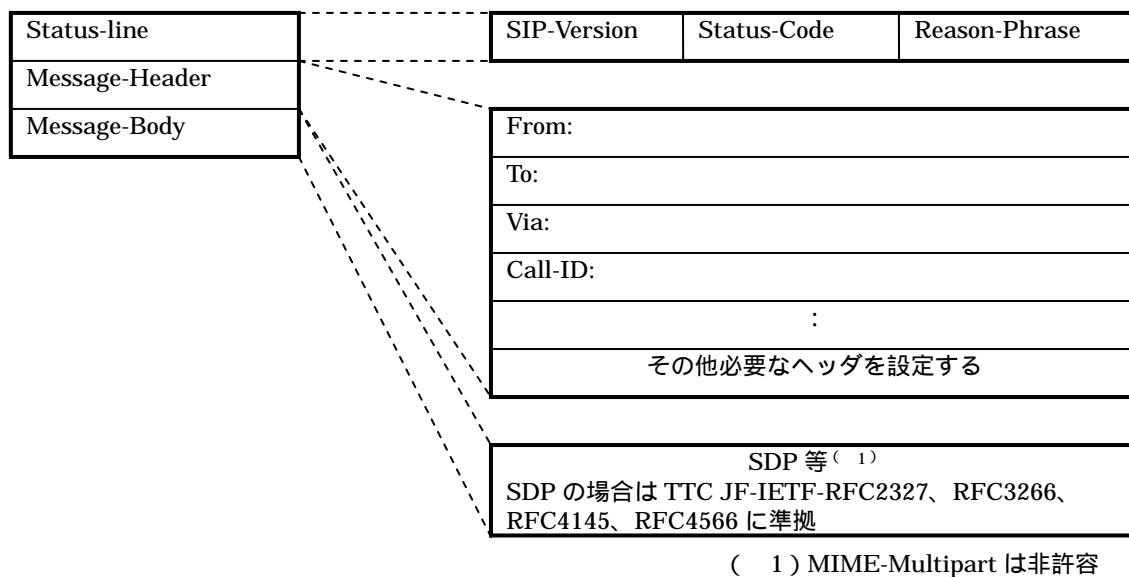 Status-line
Message-Header
Message-Body
SIP-Version Status-Code Reason-Phrase
From:
To:
Via:
Call-ID:
:
その他必要なヘッダを設定する
SDP 等( 1)
SDP の場合は TTC JF-IETF-RFC2327、RFC3266、
RFC4145、RFC4566 に準拠
( 1) MIME-Multipart は非許容